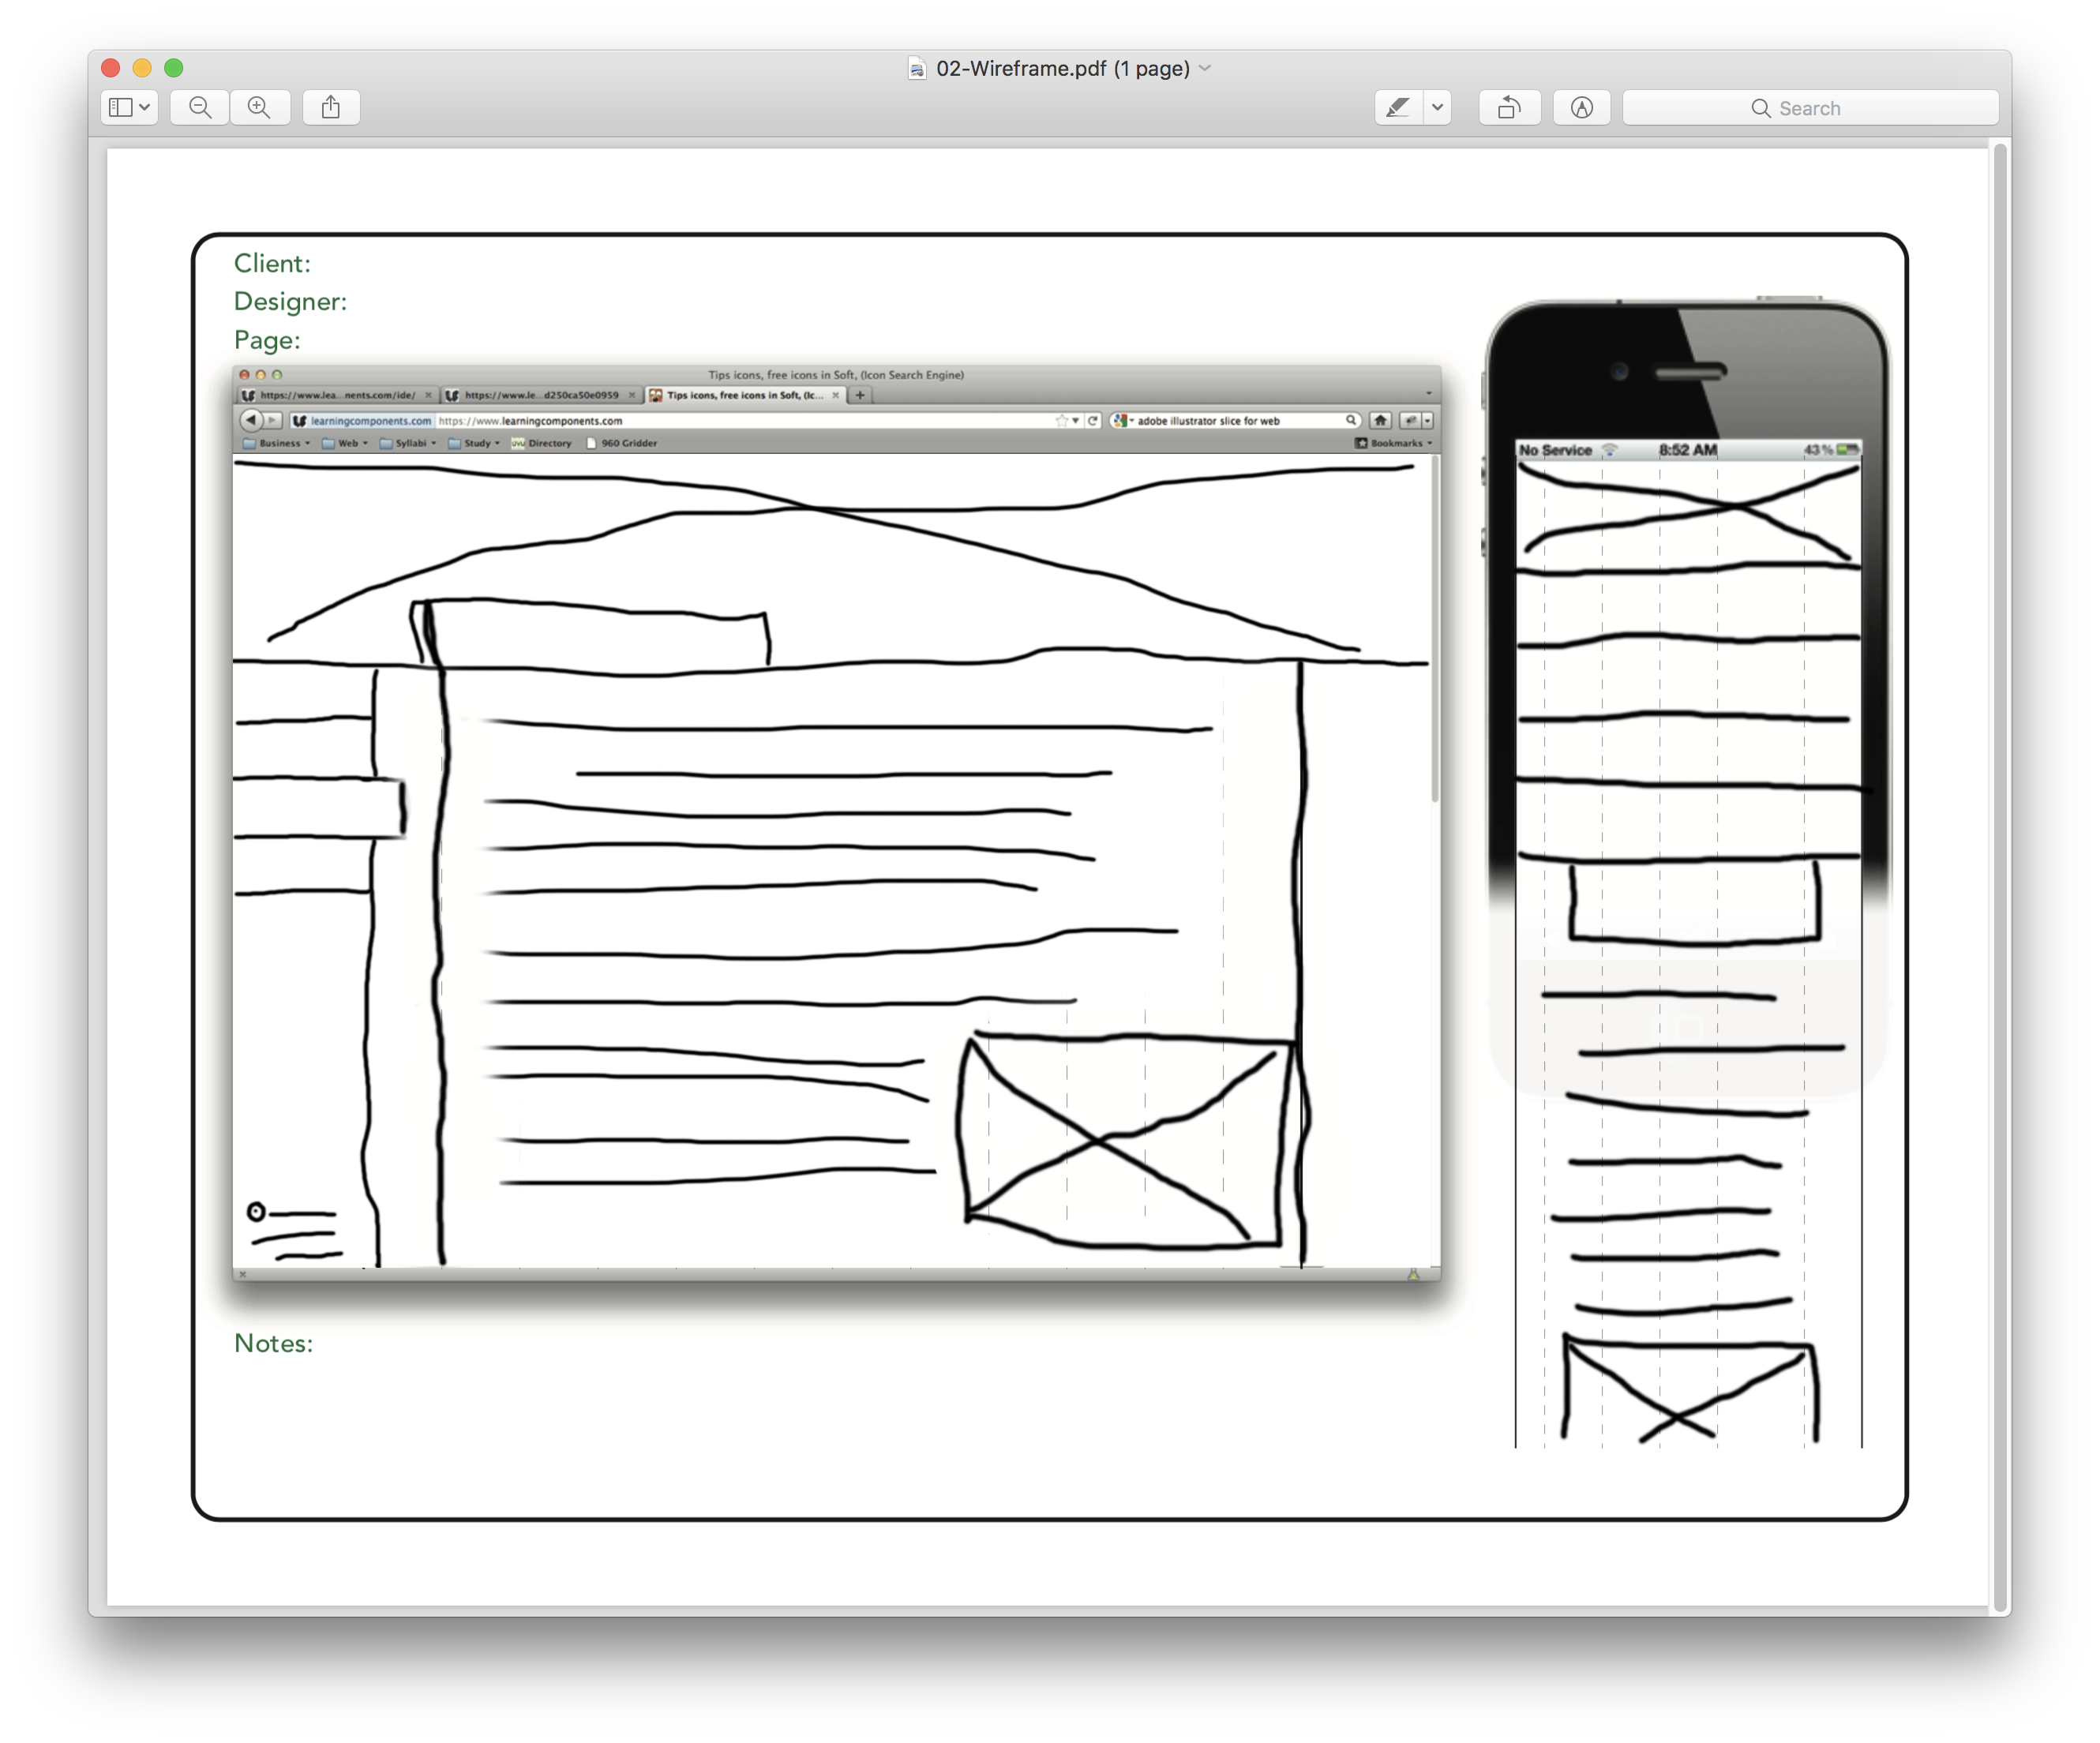 02-Wireframe.pdf (1 page)
Search
Client:
Designer:
Page:
Tips icons, free icons in Soft, (Icon Search Engine)
https://www.lea...nents.com/ide/ https://www.le...d250ca50e0959 Tips icons, free icons in Soft, (Ic...
learningcomponents.com https://www.learningcomponents.com adobe illustrator slice for web
Business Web Syllabi Study UVU Directory 960 Gridder Bookmarks
No Service 8:52 AM 43%
Notes: